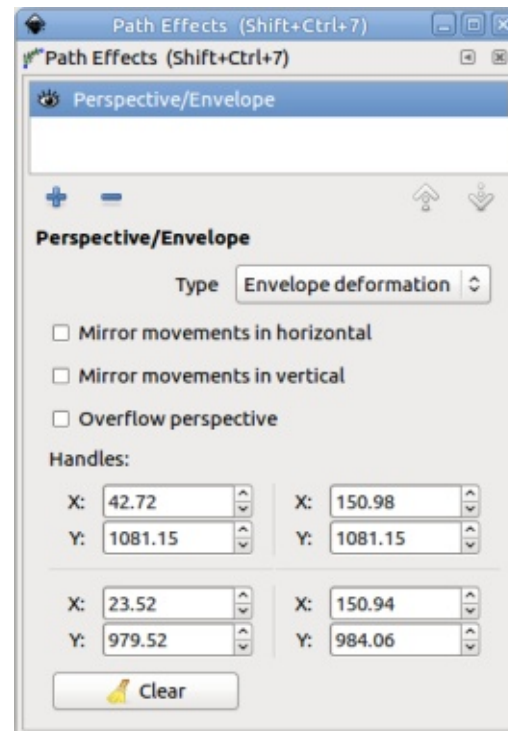 Path Effects (Shift+Ctrl+7)
Path Effects (Shift+Ctrl+7)
Perspective/Envelope
Perspective/Envelope
Type Envelope deformation
Mirror movements in horizontal
Mirror movements in vertical
Overflow perspective
Handles:
X: 42.72 X: 150.98
Y: 1081.15 Y: 1081.15
X: 23.52 X: 150.94
Y: 979.52 Y: 984.06
Clear